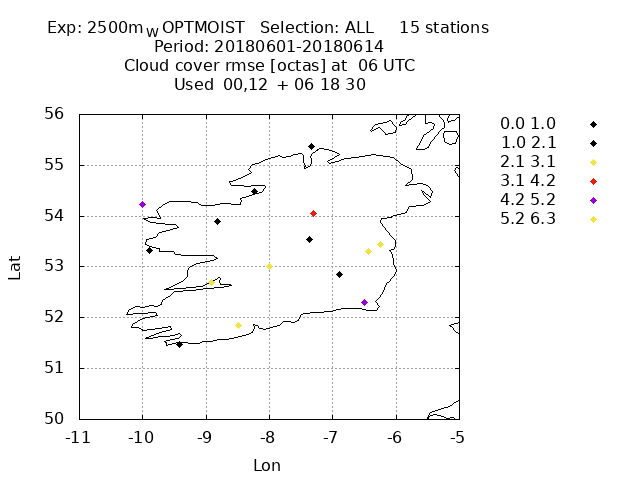 Exp: 2500m_W OPTMOIST   Selection: ALL     15 stations
Period: 20180601-20180614
Cloud cover rmse [octas] at  06 UTC
Used  00,12  + 06 18 30
0.0 1.0
1.0 2.1
2.1 3.1
3.1 4.2
4.2 5.2
5.2 6.3
56
55
54
53
52
51
50
Lat
-11 -10 -9 -8 -7 -6 -5
Lon